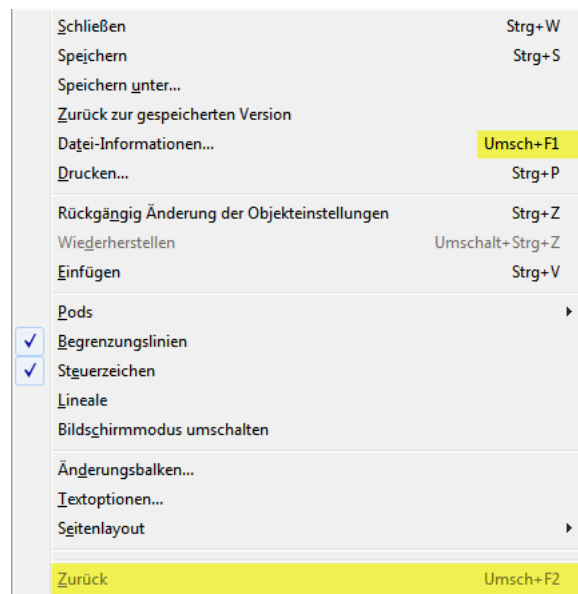 Schließen Strg+W
Speichern Strg+S
Speichern unter...
Zurück zur gespeicherten Version
Datei-Informationen... Umsch+F1
Drucken... Strg+P
Rückgängig Änderung der Objekteinstellungen Strg+Z
Wiederherstellen Umschalt+Strg+Z
Einfügen Strg+V
Pods
Begrenzungslinien
Steuerzeichen
Lineale
Bildschirmmodus umschalten
Änderungsbalken...
Textoptionen...
Seitenlayout
Zurück Umsch+F2